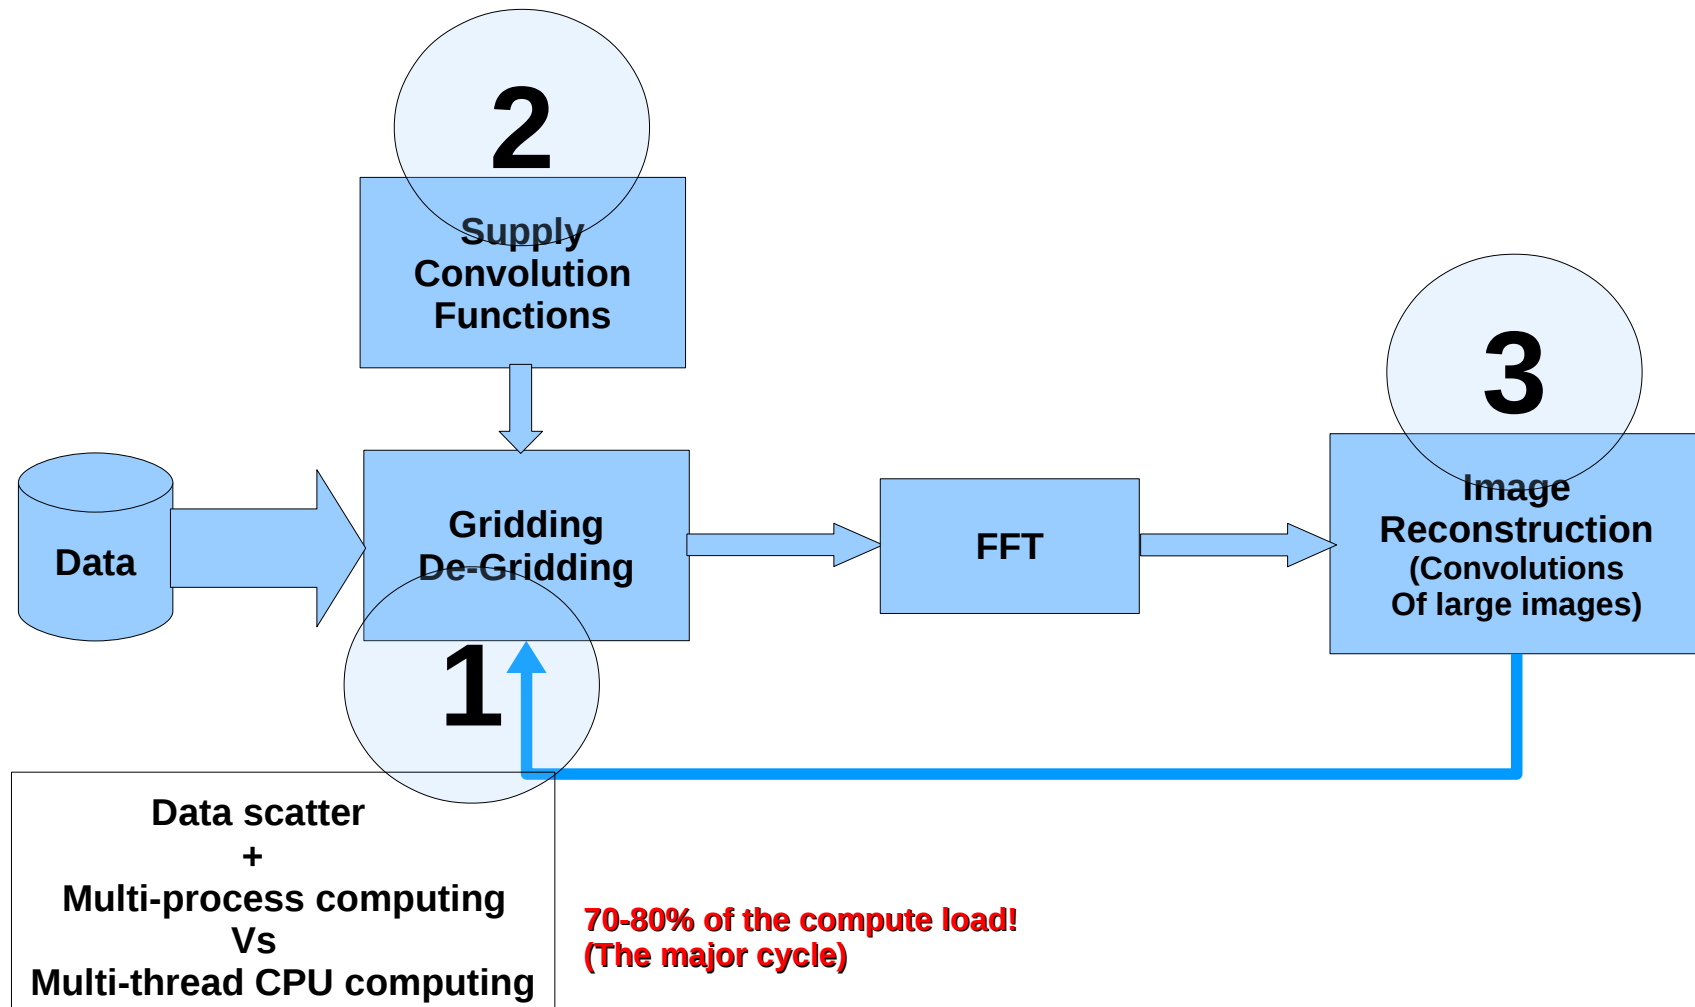 2
Supply
Convolution
Functions
3
Data
Gridding
De-Gridding
FFT
Image
Reconstruction
(Convolutions
Of large images)
1
Data scatter
+
Multi-process computing
Vs
Multi-thread CPU computing
70-80% of the compute load!
(The major cycle)